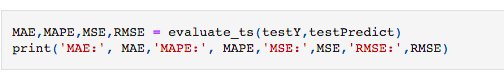 MAE,MAPE,MSE,RMSE = evaluate_ts(testY,testPredict)
print('MAE:', MAE,'MAPE:', MAPE,'MSE:',MSE,'RMSE:',RMSE)